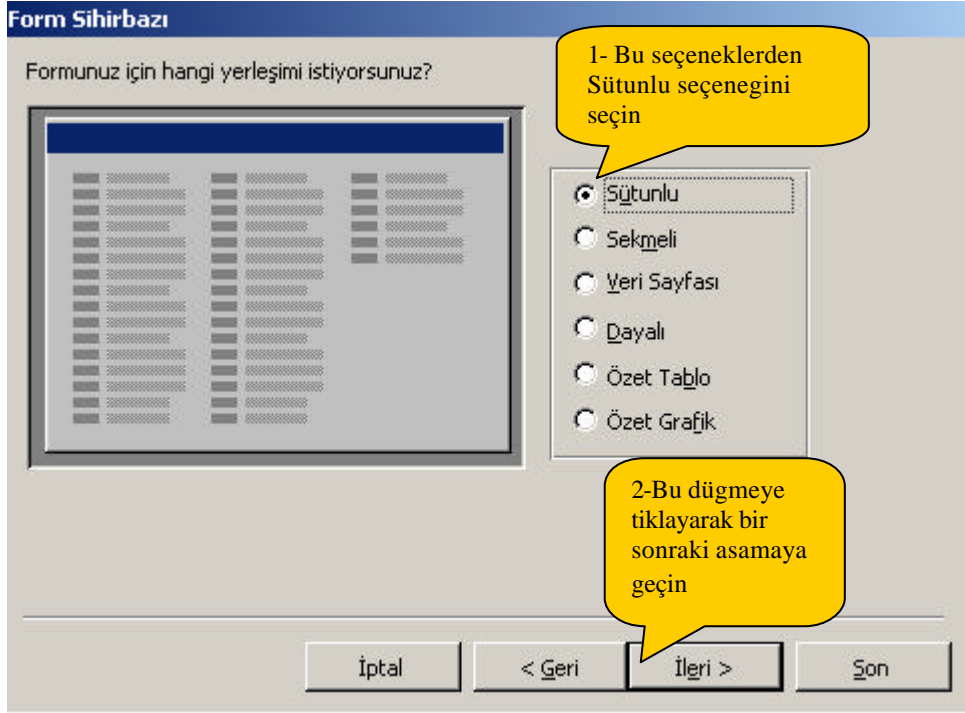 Form Sihirbazı
Formunuz için hangi yerleşimi istiyorsunuz?
1- Bu seçeneklerden
Sütunlu seçenegini
seçin
Sütunlu
Sekmeli
Veri Sayfası
Dayalı
Özet Tablo
Özet Grafik
2-Bu dügmeye
tiklayarak bir
sonraki asamaya
geçin
İptal
< Geri
İleri >
Son